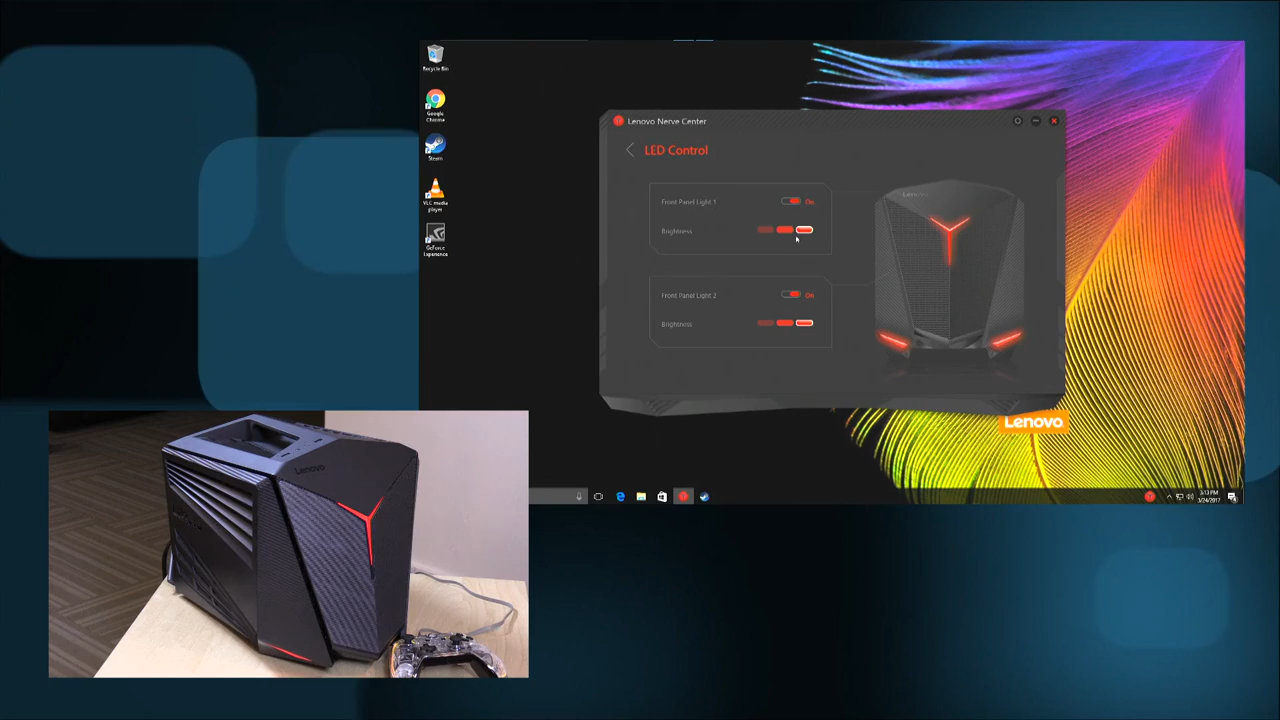 Recycle Bin
Google
Chrome
Steam
VLC media
player
GeForce
Experience
Lenovo Nerve Center
LED Control
Front Panel Light 1
On
Brightness
Front Panel Light 2
On
Brightness
Lenovo
Lenovo
3:13 PM
3/24/2017
Lenovo